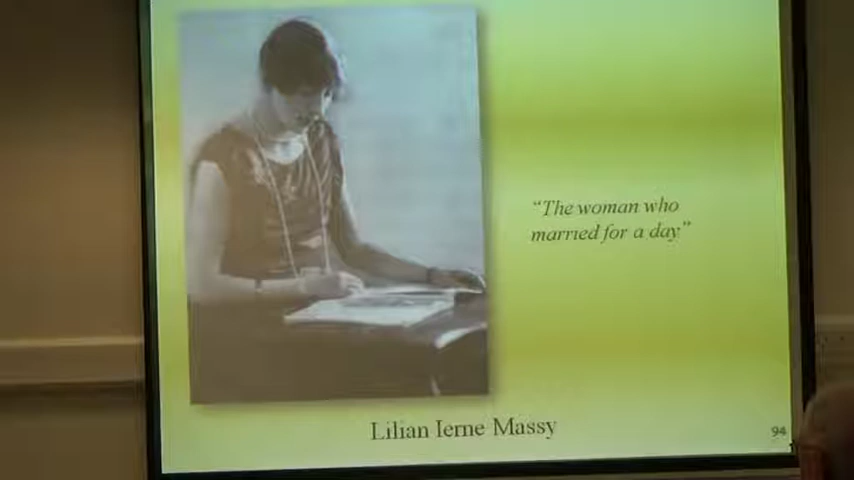 “The woman who
married for a day”
Lilian Ierne Massy
94